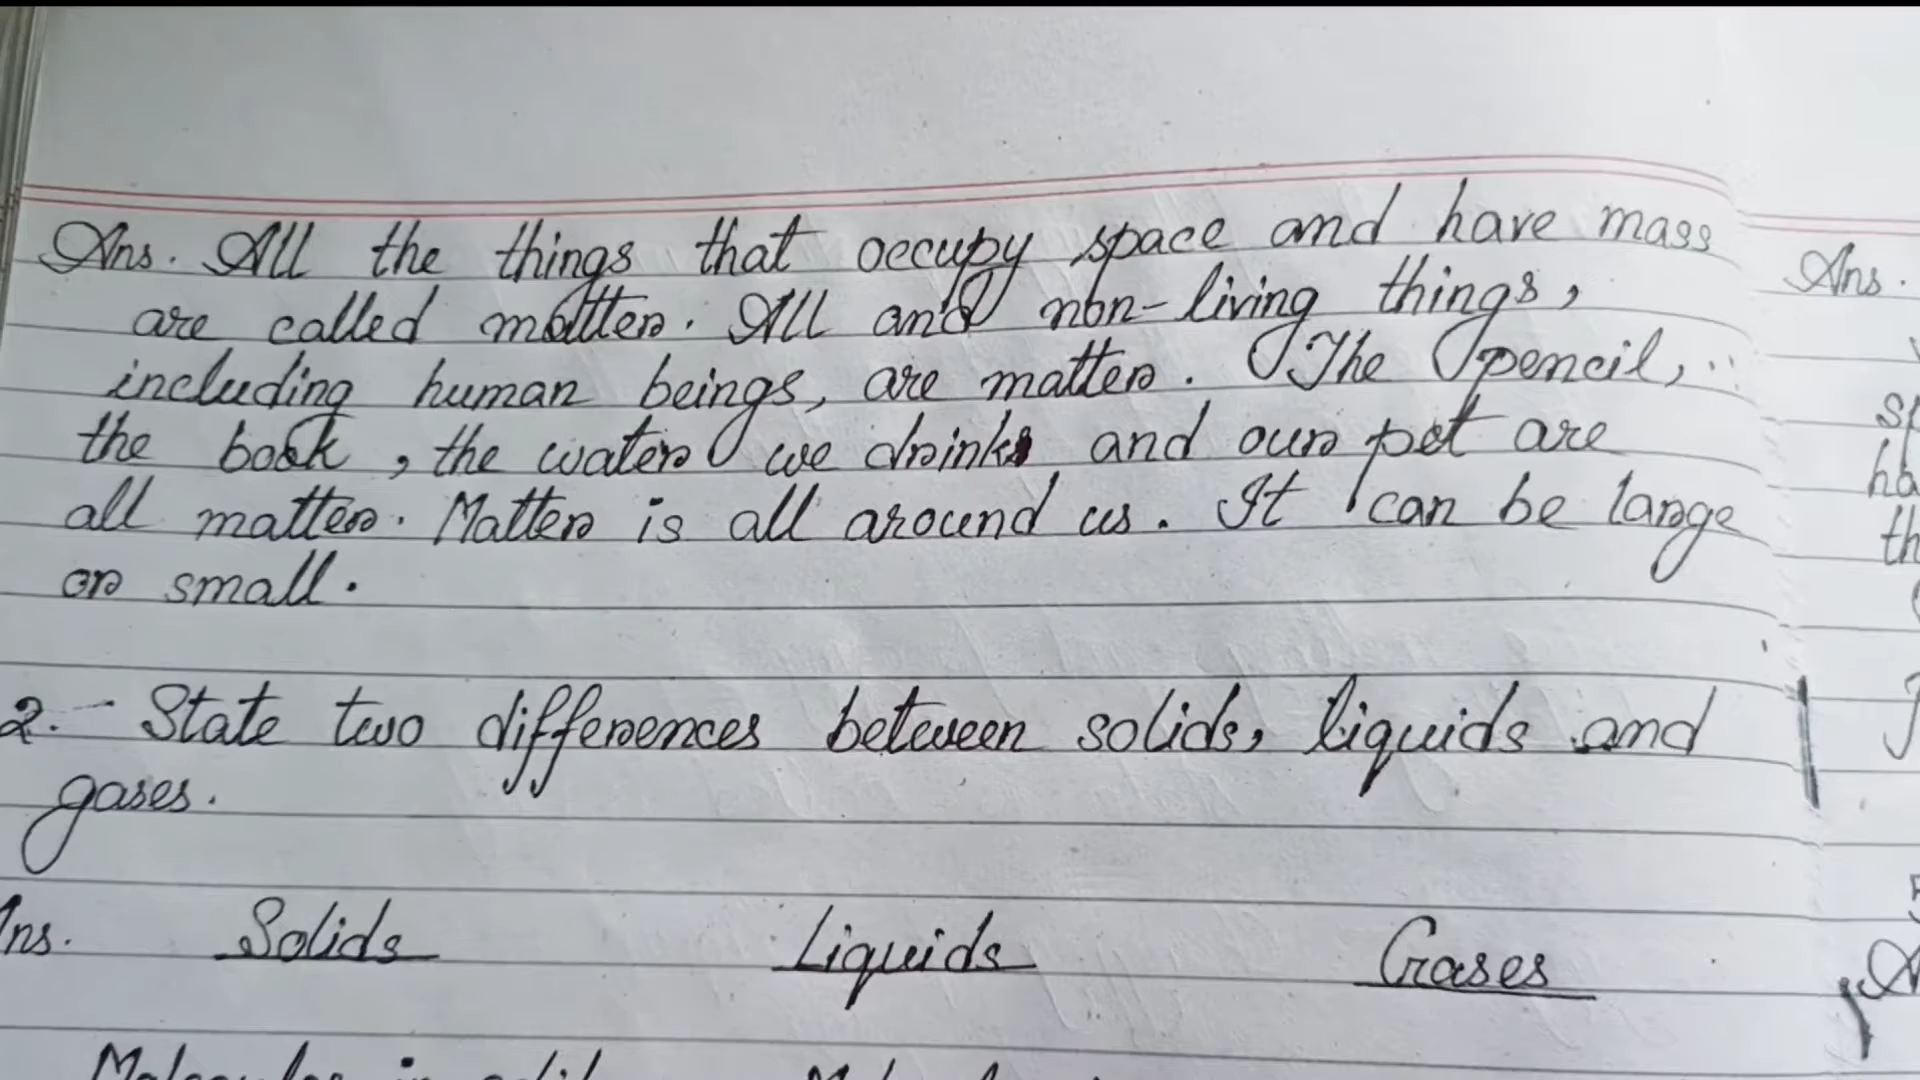 Ans. All the things that occupy space and have mass
are called matter. All and non-living things,
including human beings, are matter. The pencil,
the book, the water we drink and our pet are
all matter. Matter is all around us. It can be large
or small.
2. - State two differences between solids, liquids and
gases.
Ans. Solids Liquids Gases
Ans.